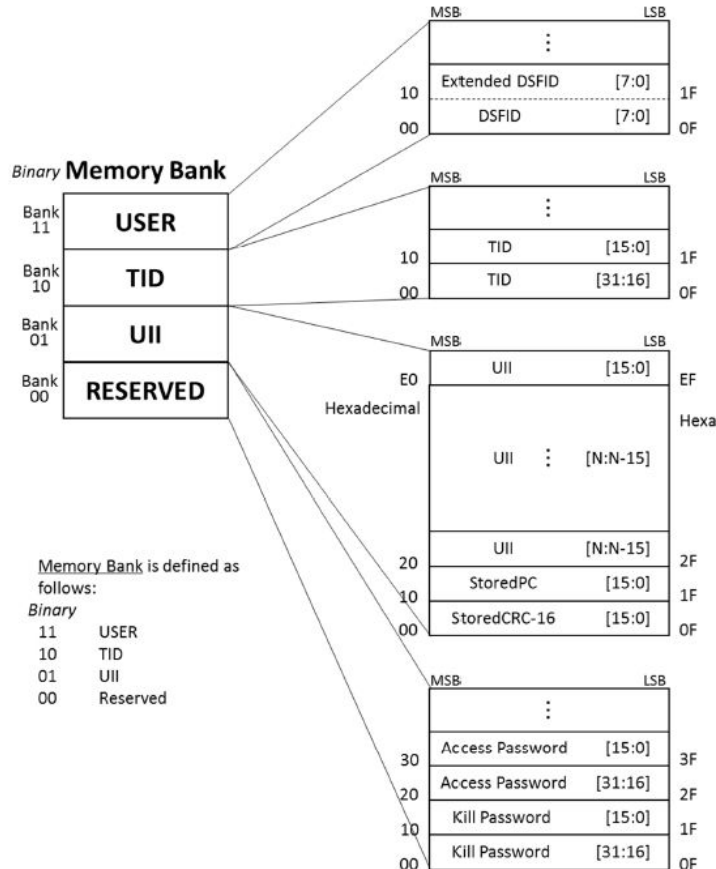 MSB LSB
⋮
10 Extended DSFID [7:0] 1F
00 DSFID [7:0] 0F
Binary Memory Bank
Bank 11 USER
Bank 10 TID
Bank 01 UII
Bank 00 RESERVED
MSB LSB
⋮
10 TID [15:0] 1F
00 TID [31:16] 0F
MSB LSB
E0 UII [15:0] EF
Hexadecimal Hexa
UII ⋮ [N:N-15]
20 UII [N:N-15] 2F
10 StoredPC [15:0] 1F
00 StoredCRC-16 [15:0] 0F
Memory Bank is defined as
follows:
Binary
11 USER
10 TID
01 UII
00 Reserved
MSB LSB
⋮
30 Access Password [15:0] 3F
20 Access Password [31:16] 2F
10 Kill Password [15:0] 1F
00 Kill Password [31:16] 0F